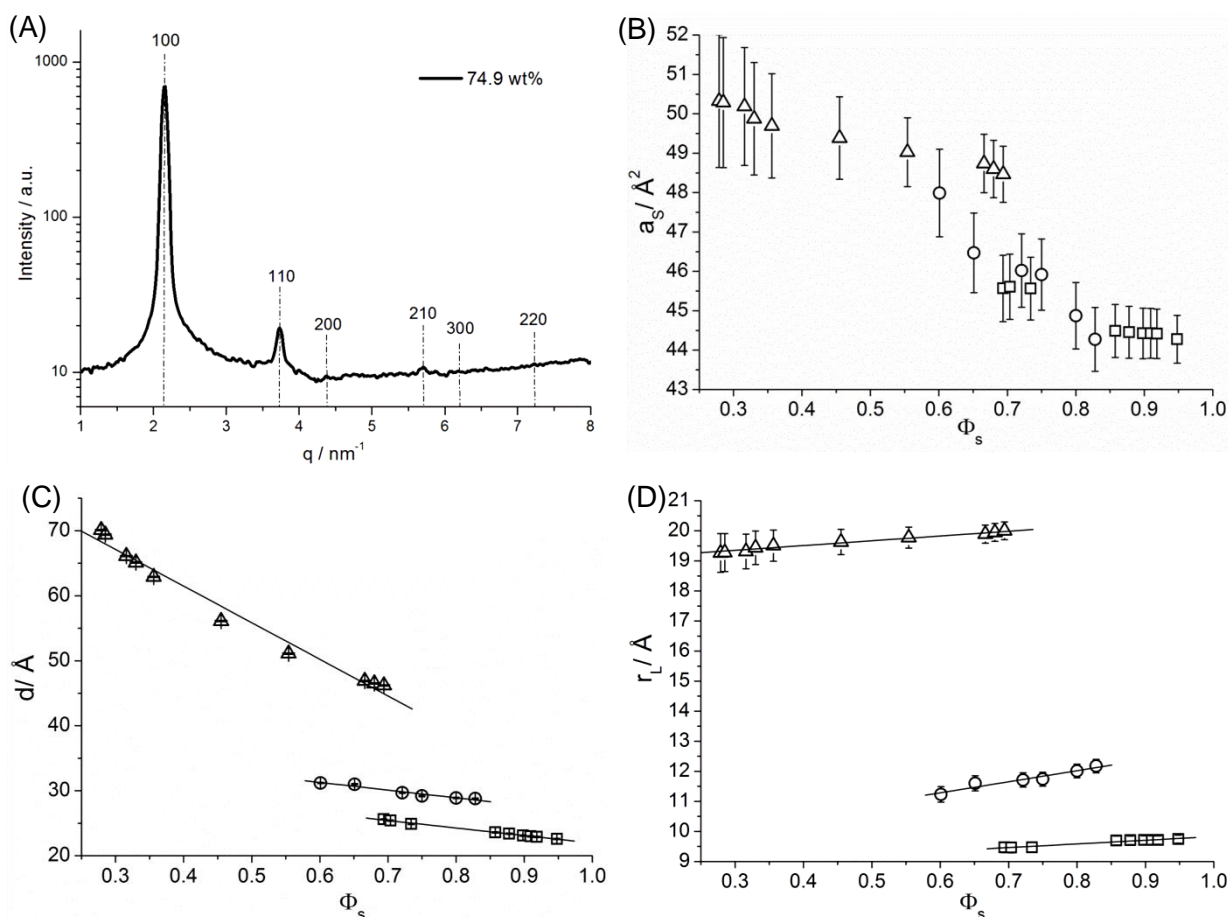 (A)
100
1000
74.9 wt%
Intensity / a.u.
100
110
200
210
300
220
10
1 2 3 4 5 6 7 8
q / nm⁻¹
(B)
52
51
50
49
48
47
46
45
44
43
aS/ Å²
0.3 0.4 0.5 0.6 0.7 0.8 0.9 1.0
Φs
(C)
70
60
50
40
30
20
d/ Å
0.3 0.4 0.5 0.6 0.7 0.8 0.9 1.0
Φs
(D)
21
20
19
18
17
16
15
14
13
12
11
10
9
rL/ Å
0.3 0.4 0.5 0.6 0.7 0.8 0.9 1.0
Φs